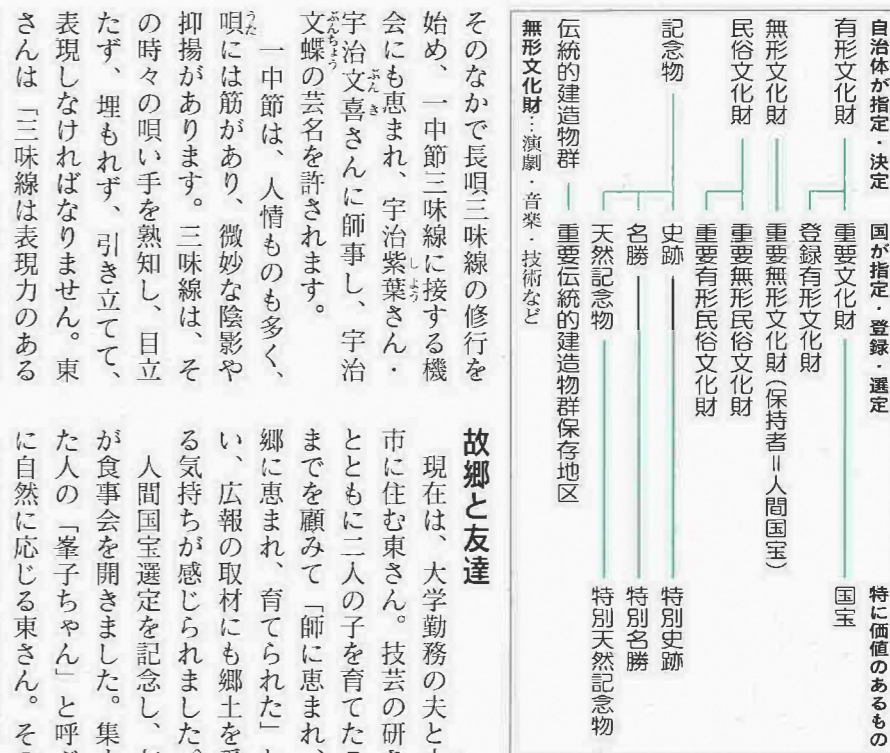 自治体が指定・決定　国が指定・登録・選定　特に価値のあるもの
有形文化財　重要文化財　国宝
登録有形文化財
無形文化財　重要無形文化財(保持者＝人間国宝)
民俗文化財　重要無形民俗文化財
重要有形民俗文化財
記念物　史跡　特別史跡
名勝　特別名勝
天然記念物　特別天然記念物
伝統的建造物群　重要伝統的建造物群保存地区
無形文化財…演劇・音楽・技術など
そのなかで長唄三味線の修行を
始め、一中節三味線に接する機
会にも恵まれ、宇治紫葉さん・
宇治文喜さんに師事し、宇治
文蝶の芸名を許されます。
一中節は、人情ものも多く、
唄には筋があり、微妙な陰影や
抑揚があります。三味線は、そ
の時々の唄い手を熟知し、目立
たず、埋もれず、引き立てて、
表現しなければなりません。東
さんは「三味線は表現力のある
故郷と友達
現在は、大学勤務の夫と
市に住む東さん。技芸の研
とともに二人の子を育てた
までを顧みて「師に恵まれ、
郷に恵まれ、育てられた」
い、広報の取材にも郷土を
る気持ちが感じられました
人間国宝選定を記念し、
が食事会を開きました。集
た人の「峯子ちゃん」と呼
に自然に応じる東さん。そ